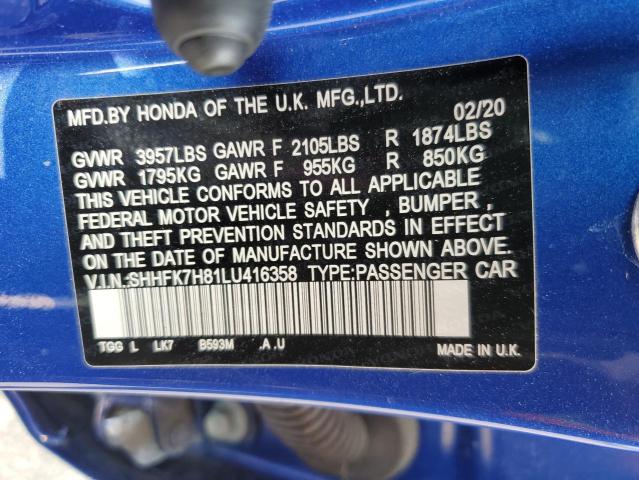 MFD.BY HONDA OF THE U.K. MFG.,LTD. 02/20
GVWR 3957LBS GAWR F 2105LBS R 1874LBS
GVWR 1795KG GAWR F 955KG R 850KG
THIS VEHICLE CONFORMS TO ALL APPLICABLE
FEDERAL MOTOR VEHICLE SAFETY , BUMPER ,
AND THEFT PREVENTION STANDARDS IN EFFECT
ON THE DATE OF MANUFACTURE SHOWN ABOVE.
V.I.N.:SHHFK7H81LU416358 TYPE:PASSENGER CAR
TGG L LK7 B593M .A .U
MADE IN U.K.